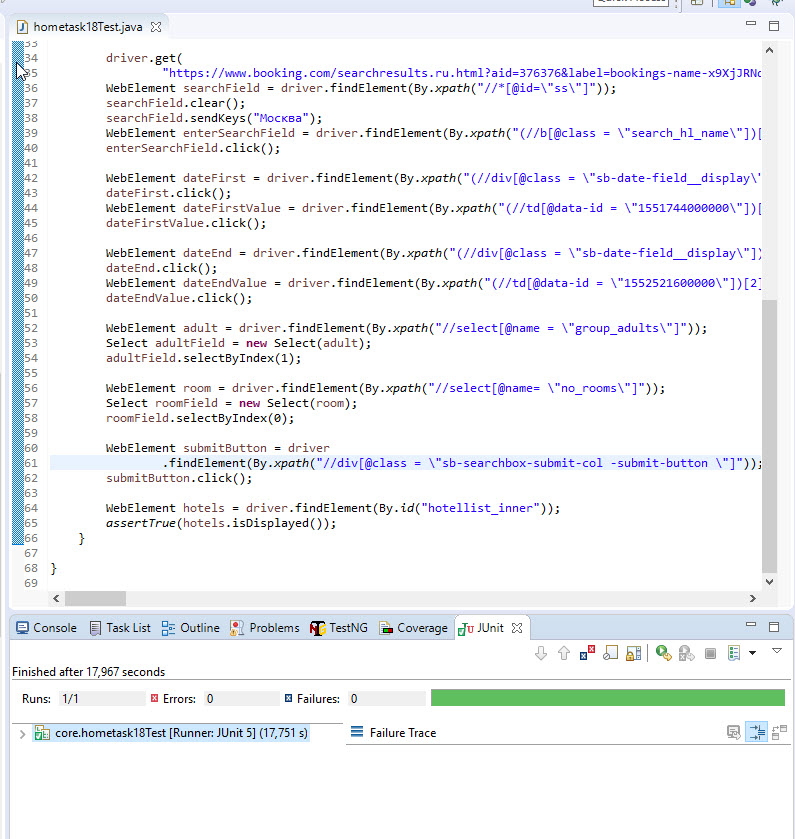 hometask18Test.java
33
34 driver.get(
35 "https://www.booking.com/searchresults.ru.html?aid=376376&label=bookings-name-x9XjJRNd
36 WebElement searchField = driver.findElement(By.xpath("//*[@id=\"ss\"]"));
37 searchField.clear();
38 searchField.sendKeys("Москва");
39 WebElement enterSearchField = driver.findElement(By.xpath("(//b[@class = \"search_hl_name\"])[
40 enterSearchField.click();
41
42 WebElement dateFirst = driver.findElement(By.xpath("(//div[@class = \"sb-date-field__display\"
43 dateFirst.click();
44 WebElement dateFirstValue = driver.findElement(By.xpath("(//td[@data-id = \"1551744000000\"])[
45 dateFirstValue.click();
46
47 WebElement dateEnd = driver.findElement(By.xpath("(//div[@class = \"sb-date-field__display\"])
48 dateEnd.click();
49 WebElement dateEndValue = driver.findElement(By.xpath("(//td[@data-id = \"1552521600000\"])[2]
50 dateEndValue.click();
51
52 WebElement adult = driver.findElement(By.xpath("//select[@name = \"group_adults\"]"));
53 Select adultField = new Select(adult);
54 adultField.selectByIndex(1);
55
56 WebElement room = driver.findElement(By.xpath("//select[@name= \"no_rooms\"]"));
57 Select roomField = new Select(room);
58 roomField.selectByIndex(0);
59
60 WebElement submitButton = driver
61 .findElement(By.xpath("//div[@class = \"sb-searchbox-submit-col -submit-button \"]"));
62 submitButton.click();
63
64 WebElement hotels = driver.findElement(By.id("hotellist_inner"));
65 assertTrue(hotels.isDisplayed());
66 }
67
68 }
69
Console Task List Outline Problems TestNG Coverage JUnit
Finished after 17,967 seconds
Runs: 1/1 Errors: 0 Failures: 0
core.hometask18Test [Runner: JUnit 5] (17,751 s) Failure Trace